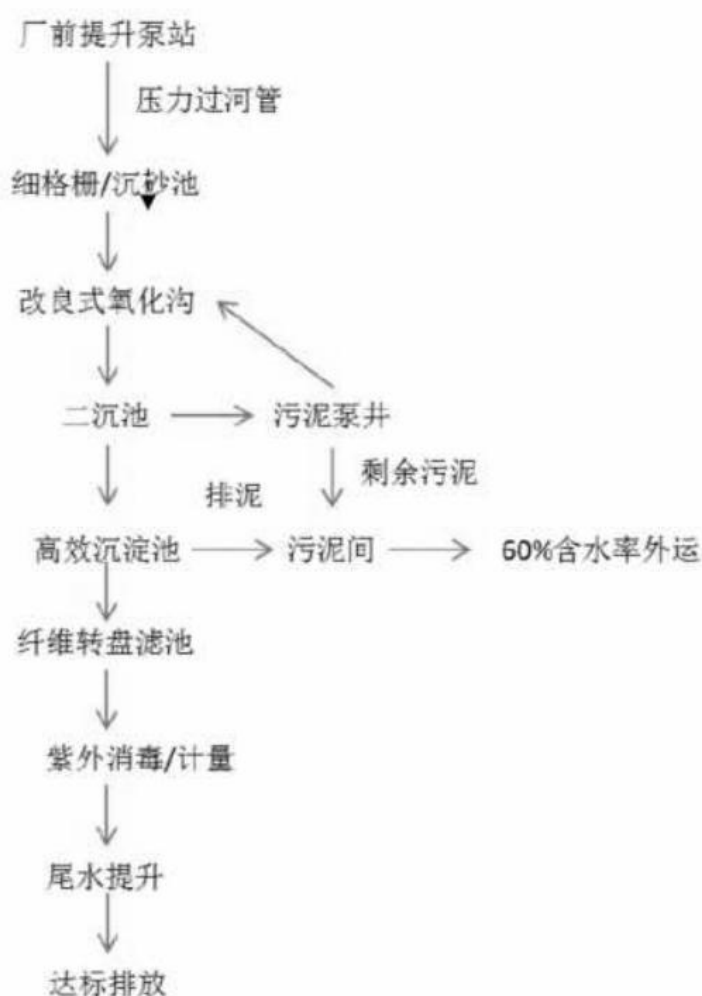 厂前提升泵站
压力过河管
细格栅/沉砂池
改良式氧化沟
二沉池
污泥泵井
剩余污泥
排泥
高效沉淀池
污泥间
60%含水率外运
纤维转盘滤池
紫外消毒/计量
尾水提升
达标排放